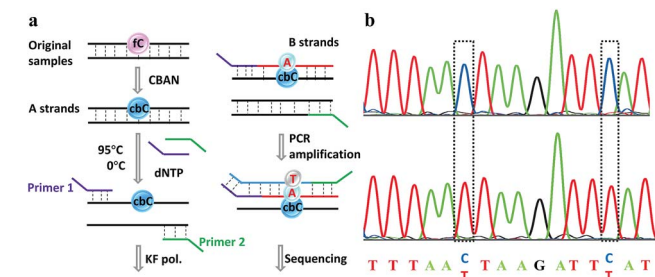 a
Original
samples
fC
CBAN
A strands
cbC
95°C
0°C
dNTP
Primer 1
cbC
Primer 2
KF pol.
B strands
A
cbC
PCR
amplification
T
A
cbC
Sequencing
b
T T T A A C T A A G A T T C A T
T T